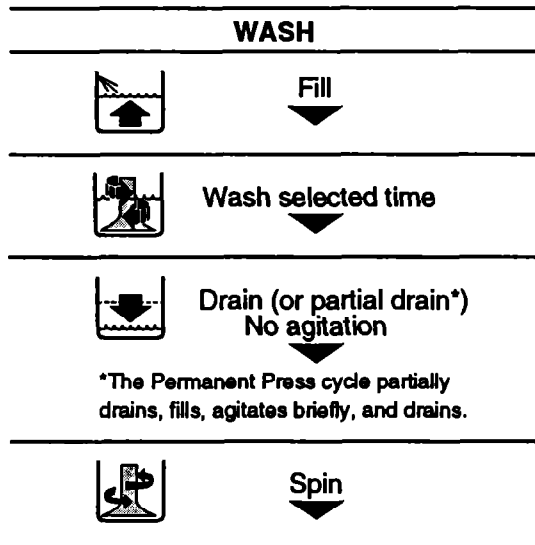 WASH
Fill
Wash selected time
Drain (or partial drain*)
No agitation
*The Permanent Press cycle partially
drains, fills, agitates briefly, and drains.
Spin